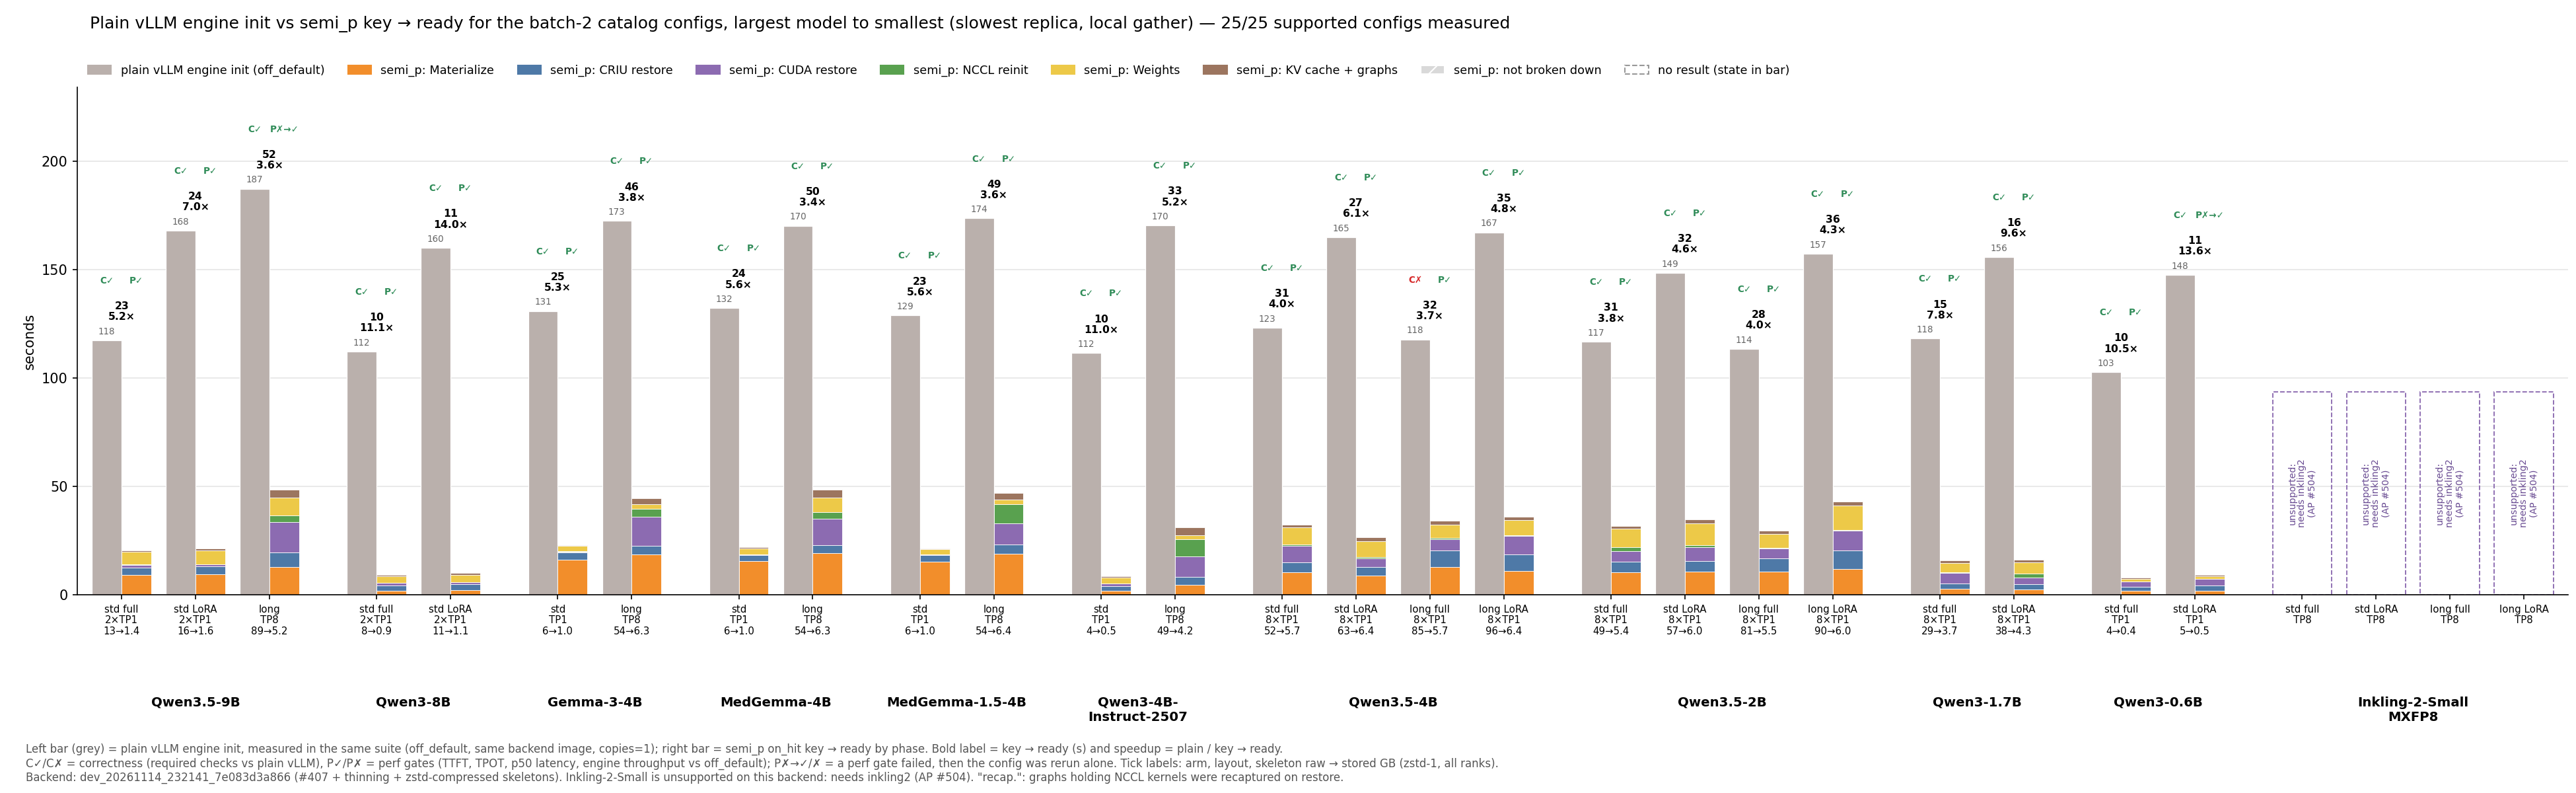 Plain vLLM engine init vs semi_p key → ready for the batch-2 catalog configs, largest model to smallest (slowest replica, local gather) — 25/25 supported configs measured
plain vLLM engine init (off_default)
semi_p: Materialize
semi_p: CRIU restore
semi_p: CUDA restore
semi_p: NCCL reinit
semi_p: Weights
semi_p: KV cache + graphs
semi_p: not broken down
no result (state in bar)
seconds
200
150
100
50
0
C✓ P✓
23
5.2×
118
C✓ P✓
24
7.0×
168
C✓ P✗→✓
52
3.6×
187
C✓ P✓
10
11.1×
112
C✓ P✓
11
14.0×
160
C✓ P✓
25
5.3×
131
C✓ P✓
46
3.8×
173
C✓ P✓
24
5.6×
132
C✓ P✓
50
3.4×
170
C✓ P✓
23
5.6×
129
C✓ P✓
49
3.6×
174
C✓ P✓
10
11.0×
112
C✓ P✓
33
5.2×
170
C✓ P✓
31
4.0×
123
C✓ P✓
27
6.1×
165
C✗ P✓
32
3.7×
118
C✓ P✓
35
4.8×
167
C✓ P✓
31
3.8×
117
C✓ P✓
32
4.6×
149
C✓ P✓
28
4.0×
114
C✓ P✓
36
4.3×
157
C✓ P✓
15
7.8×
118
C✓ P✓
16
9.6×
156
C✓ P✓
10
10.5×
103
C✓ P✗→✓
11
13.6×
148
unsupported:
needs inkling2
(AP #504)
unsupported:
needs inkling2
(AP #504)
unsupported:
needs inkling2
(AP #504)
unsupported:
needs inkling2
(AP #504)
std full
2×TP1
13→1.4
std LoRA
2×TP1
16→1.6
long
TP8
89→5.2
std full
2×TP1
8→0.9
std LoRA
2×TP1
11→1.1
std
TP1
6→1.0
long
TP8
54→6.3
std
TP1
6→1.0
long
TP8
54→6.3
std
TP1
6→1.0
long
TP8
54→6.4
std
TP1
4→0.5
long
TP8
49→4.2
std full
8×TP1
52→5.7
std LoRA
8×TP1
63→6.4
long full
8×TP1
85→5.7
long LoRA
8×TP1
96→6.4
std full
8×TP1
49→5.4
std LoRA
8×TP1
57→6.0
long full
8×TP1
81→5.5
long LoRA
8×TP1
90→6.0
std full
8×TP1
29→3.7
std LoRA
8×TP1
38→4.3
std full
TP1
4→0.4
std LoRA
TP1
5→0.5
std full
TP8
std LoRA
TP8
long full
TP8
long LoRA
TP8
Qwen3.5-9B
Qwen3-8B
Gemma-3-4B
MedGemma-4B
MedGemma-1.5-4B
Qwen3-4B-
Instruct-2507
Qwen3.5-4B
Qwen3.5-2B
Qwen3-1.7B
Qwen3-0.6B
Inkling-2-Small
MXFP8
Left bar (grey) = plain vLLM engine init, measured in the same suite (off_default, same backend image, copies=1); right bar = semi_p on_hit key → ready by phase. Bold label = key → ready (s) and speedup = plain / key → ready.
C✓/C✗ = correctness (required checks vs plain vLLM), P✓/P✗ = perf gates (TTFT, TPOT, p50 latency, engine throughput vs off_default); P✗→✓/✗ = a perf gate failed, then the config was rerun alone. Tick labels: arm, layout, skeleton raw → stored GB (zstd-1, all ranks).
Backend: dev_20261114_232141_7e083d3a866 (#407 + thinning + zstd-compressed skeletons). Inkling-2-Small is unsupported on this backend: needs inkling2 (AP #504). "recap.": graphs holding NCCL kernels were recaptured on restore.